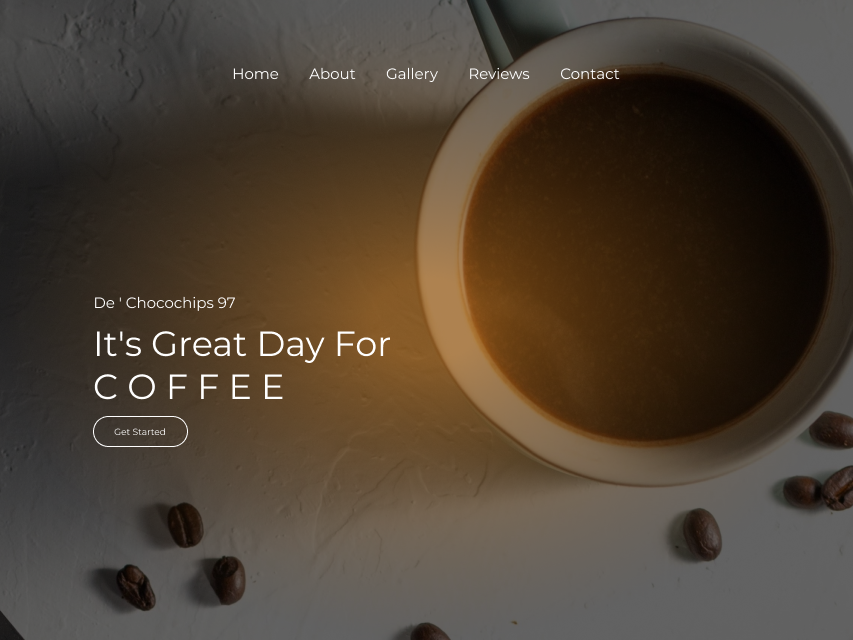 Home About Gallery Reviews Contact
De ' Chocochips 97
It's Great Day For
C O F F E E
Get Started